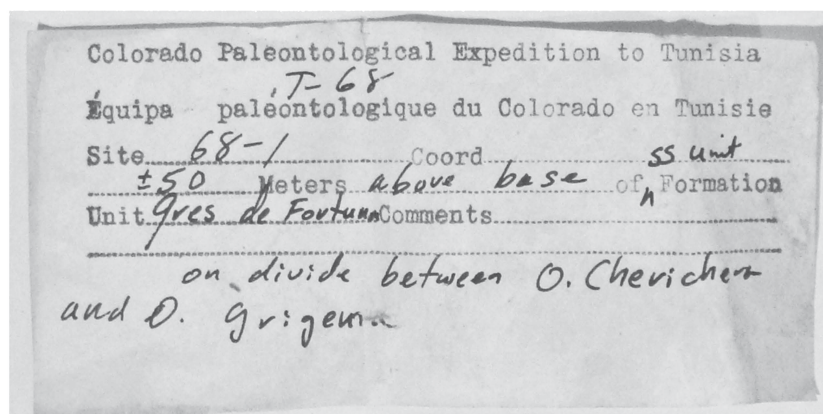 Colorado Paleontological Expedition to Tunisia
T-68
Équipa paléontologique du Colorado en Tunisie
Site 68-1 Coord
ss unit
±50 Meters above base of Formation
Unit Gres de Fortuna Comments
on divide between O. Cherichera
and O. Grigema